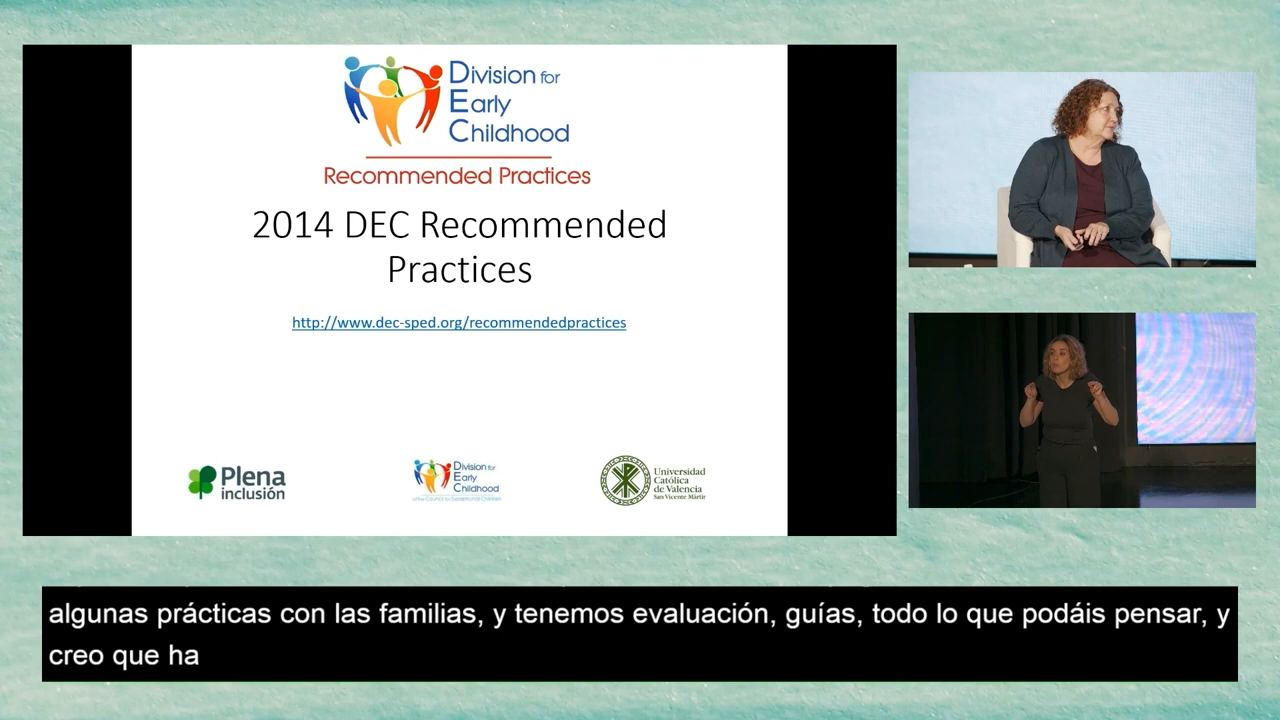 Division for
Early
Childhood
Recommended Practices
2014 DEC Recommended
Practices
http://www.dec-sped.org/recommendedpractices
Plena
inclusión
Division for
Early
Childhood
Universidad
Católica
de Valencia
San Vicente Mártir
algunas prácticas con las familias, y tenemos evaluación, guías, todo lo que podáis pensar, y
creo que ha